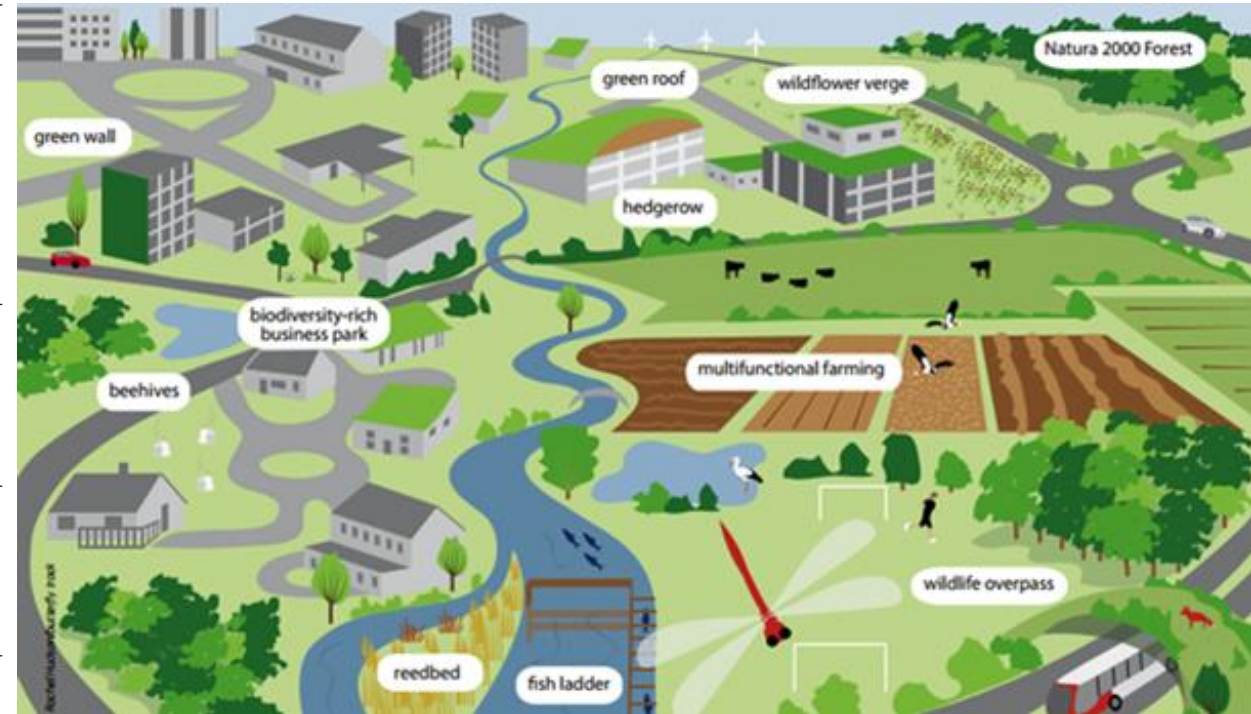 Natura 2000 Forest
green roof
wildflower verge
green wall
hedgerow
biodiversity-rich
business park
multifunctional farming
beehives
wildlife overpass
reedbed
fish ladder